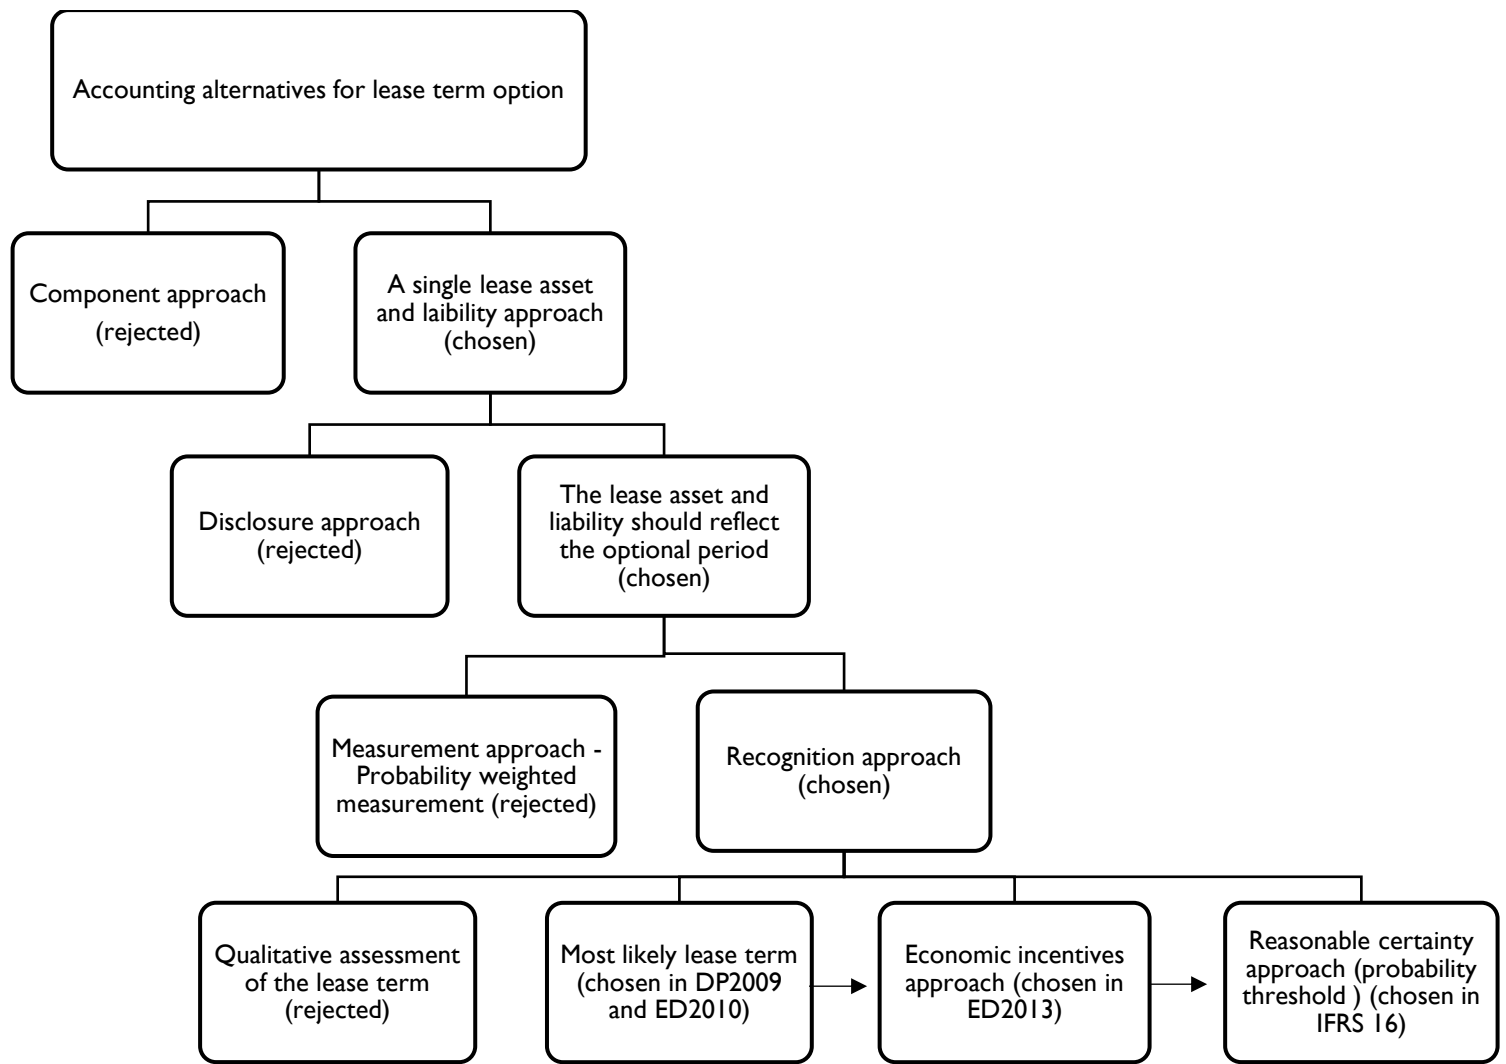 Accounting alternatives for lease term option
Component approach
(rejected)
A single lease asset
and laibility approach
(chosen)
Disclosure approach
(rejected)
The lease asset and
liability should reflect
the optional period
(chosen)
Measurement approach -
Probability weighted
measurement (rejected)
Recognition approach
(chosen)
Qualitative assessment
of the lease term
(rejected)
Most likely lease term
(chosen in DP2009
and ED2010)
Economic incentives
approach (chosen in
ED2013)
Reasonable certainty
approach (probability
threshold ) (chosen in
IFRS 16)